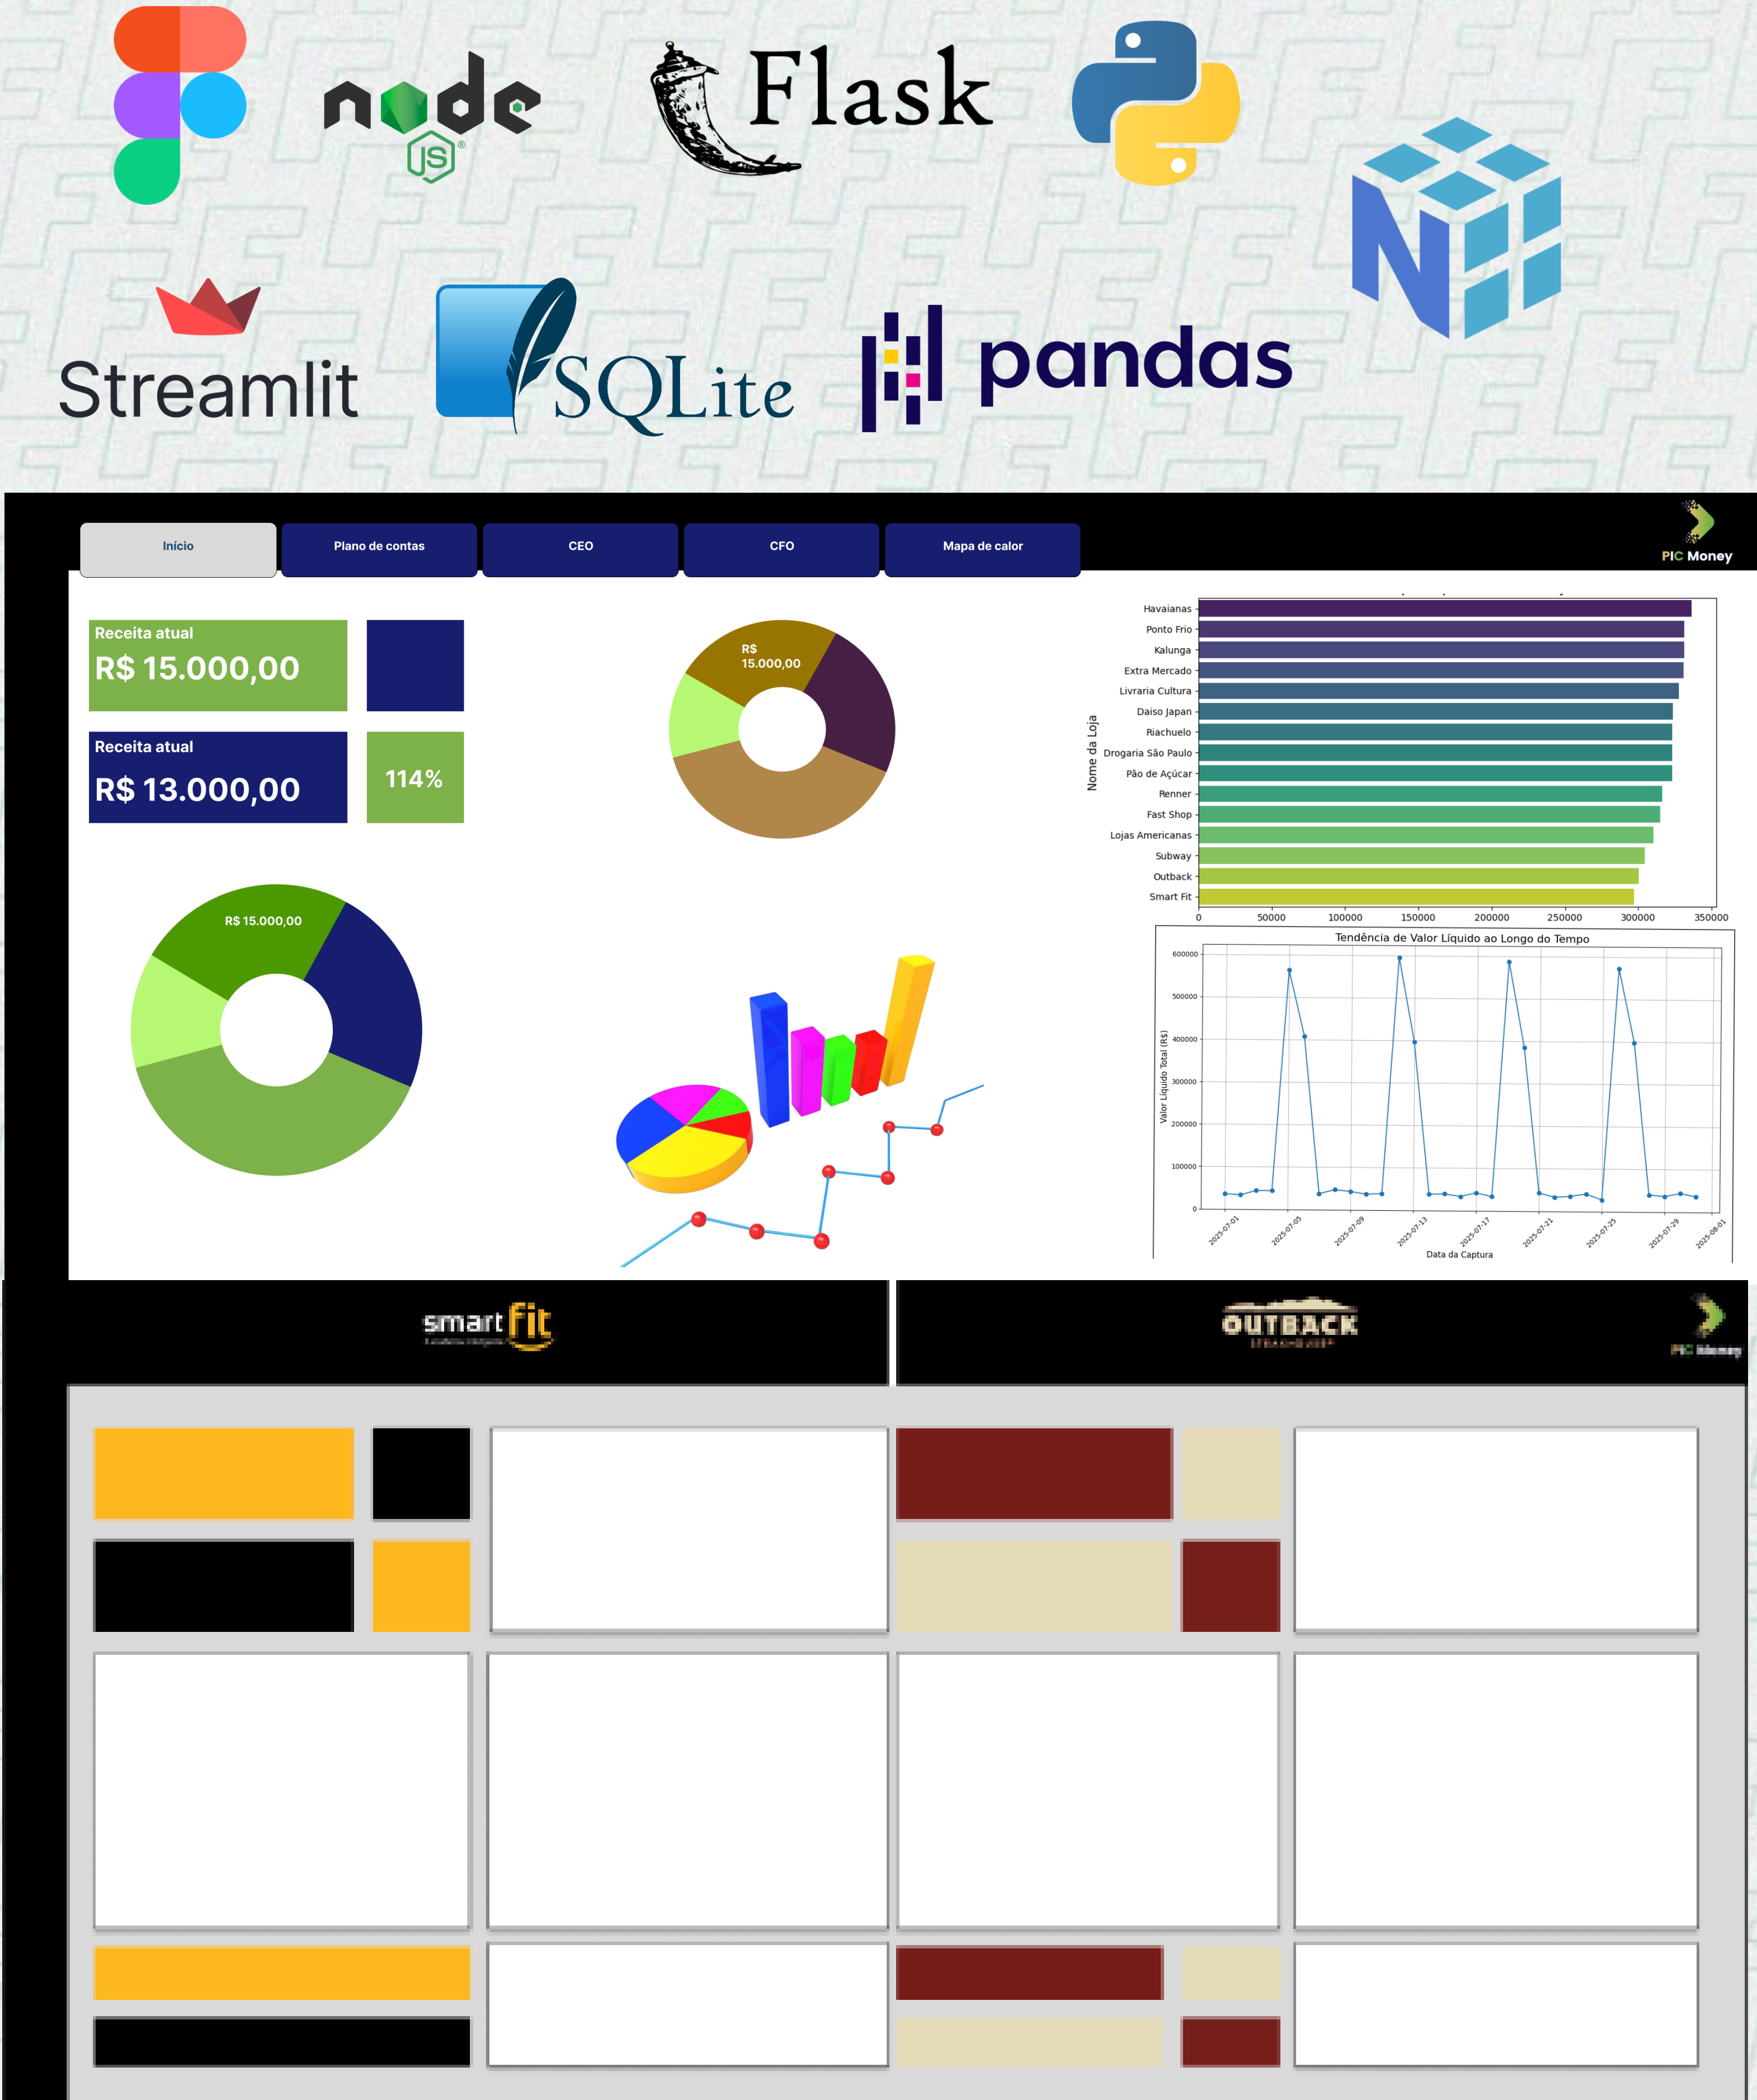 node
JS
Flask
Streamlit
SQLite
pandas
Início
Plano de contas
CEO
CFO
Mapa de calor
PIC Money
Receita atual
R$ 15.000,00
Receita atual
R$ 13.000,00
114%
R$
15.000,00
R$ 15.000,00
Nome da Loja
Havaianas
Ponto Frio
Kalunga
Extra Mercado
Livraria Cultura
Daiso Japan
Riachuelo
Drogaria São Paulo
Pão de Açúcar
Renner
Fast Shop
Lojas Americanas
Subway
Outback
Smart Fit
0 50000 100000 150000 200000 250000 300000 350000
Tendência de Valor Líquido ao Longo do Tempo
Valor Líquido Total (R$)
600000
500000
400000
300000
200000
100000
0
2025-07-01 2025-07-05 2025-07-09 2025-07-13 2025-07-17 2025-07-21 2025-07-25 2025-07-29 2025-08-01
Data da Captura
smart fit
OUTBACK
PIC Money